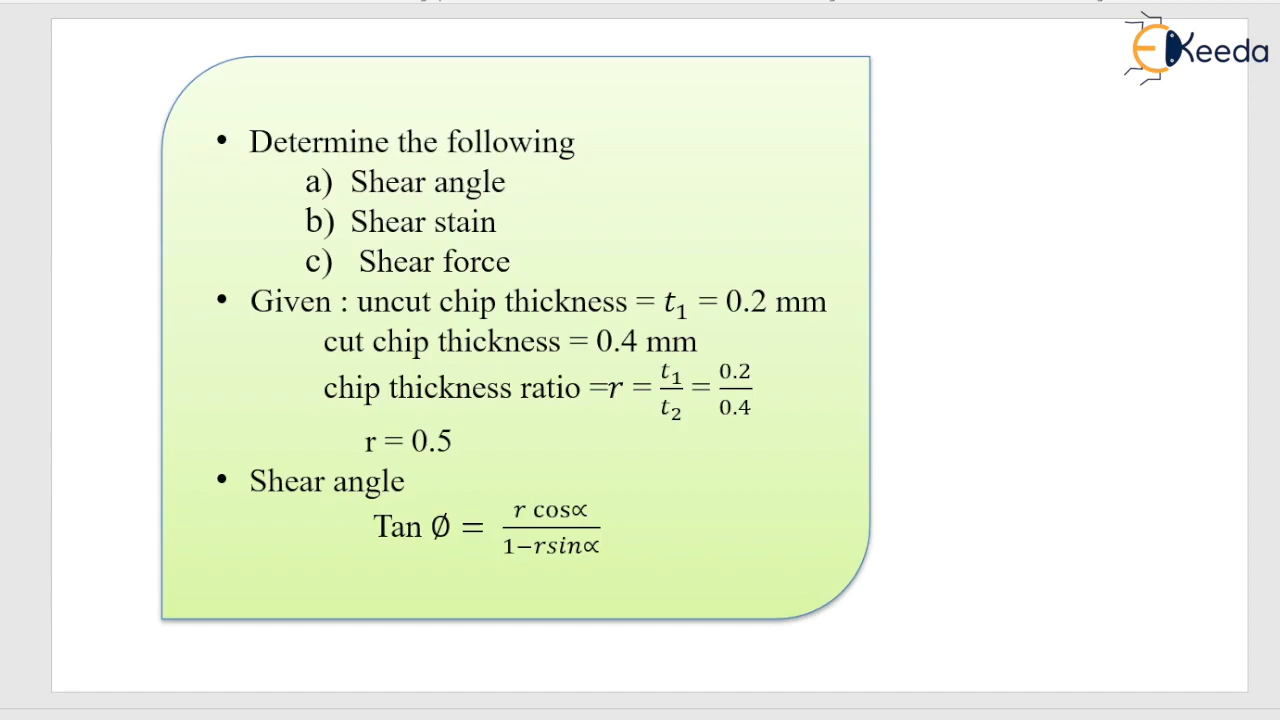 EKeeda
• Determine the following
a) Shear angle
b) Shear stain
c) Shear force
• Given : uncut chip thickness = t₁ = 0.2 mm
cut chip thickness = 0.4 mm
chip thickness ratio =r = t₁/t₂ = 0.2/0.4
r = 0.5
• Shear angle
Tan ∅ = r cos∝/1−rsin∝